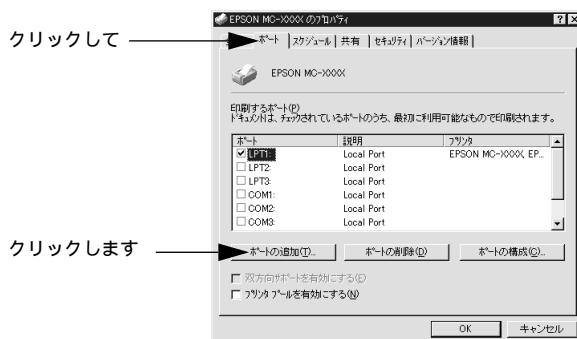 EPSON MC-XXXX のプロパティ
クリックして
ポート スケジュール 共有 セキュリティ バージョン情報
EPSON MC-XXXX
印刷するポート(P)
ドキュメントは、チェックされているポートのうち、最初に利用可能なもので印刷されます。
ポート 説明 プリンタ
LPT1: Local Port EPSON MC-XXXX, EP...
LPT2: Local Port
LPT3: Local Port
COM1: Local Port
COM2: Local Port
COM3: Local Port
クリックします
ポートの追加(T)... ポートの削除(D) ポートの構成(C)...
双方向サポートを有効にする(E)
プリンタ プールを有効にする(N)
OK キャンセル